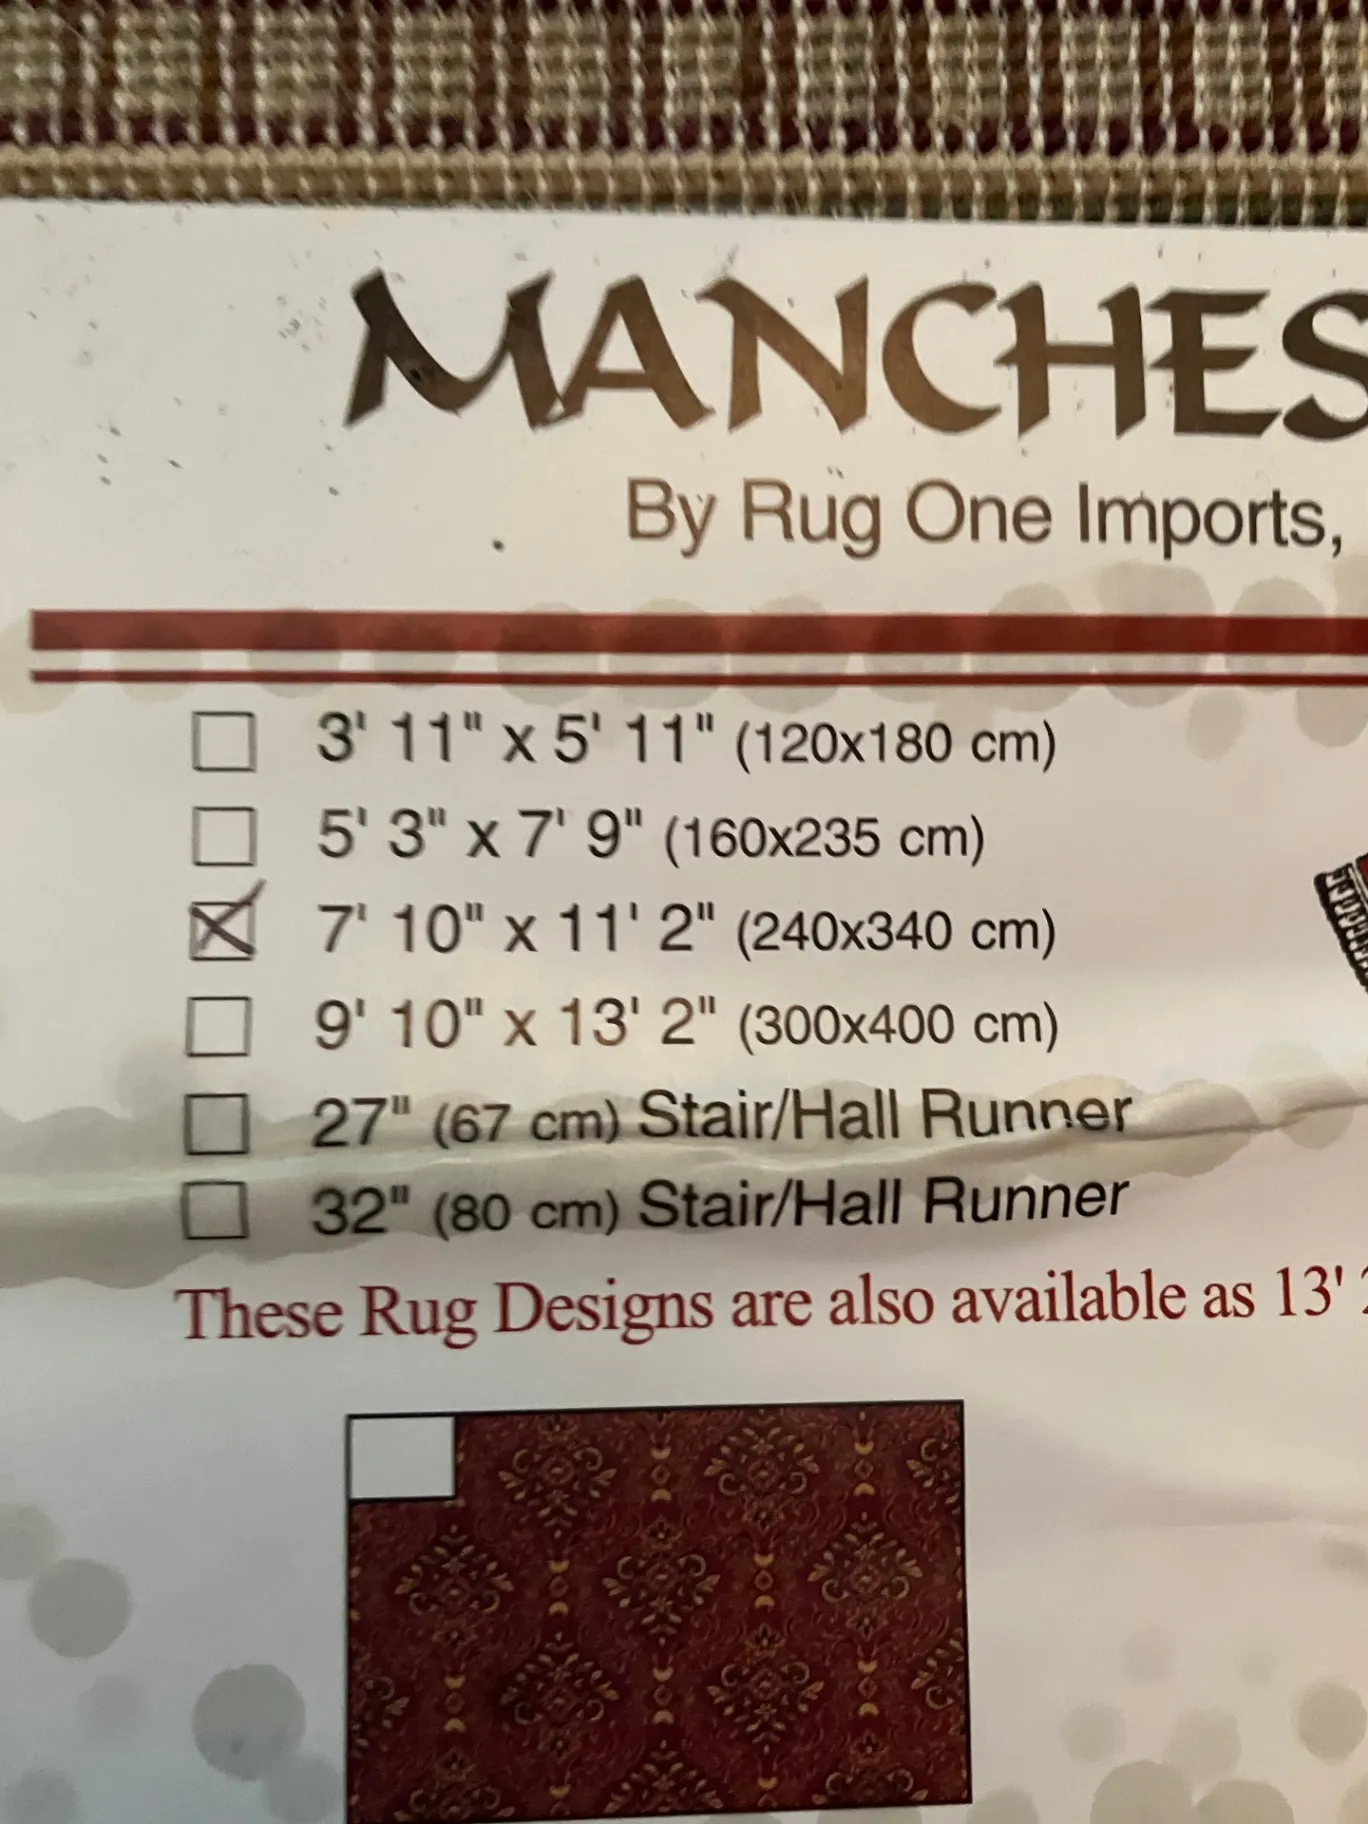 MANCHES
By Rug One Imports,
3' 11" x 5' 11" (120x180 cm)
5' 3" x 7' 9" (160x235 cm)
7' 10" x 11' 2" (240x340 cm)
9' 10" x 13' 2" (300x400 cm)
27" (67 cm) Stair/Hall Runner
32" (80 cm) Stair/Hall Runner
These Rug Designs are also available as 13'